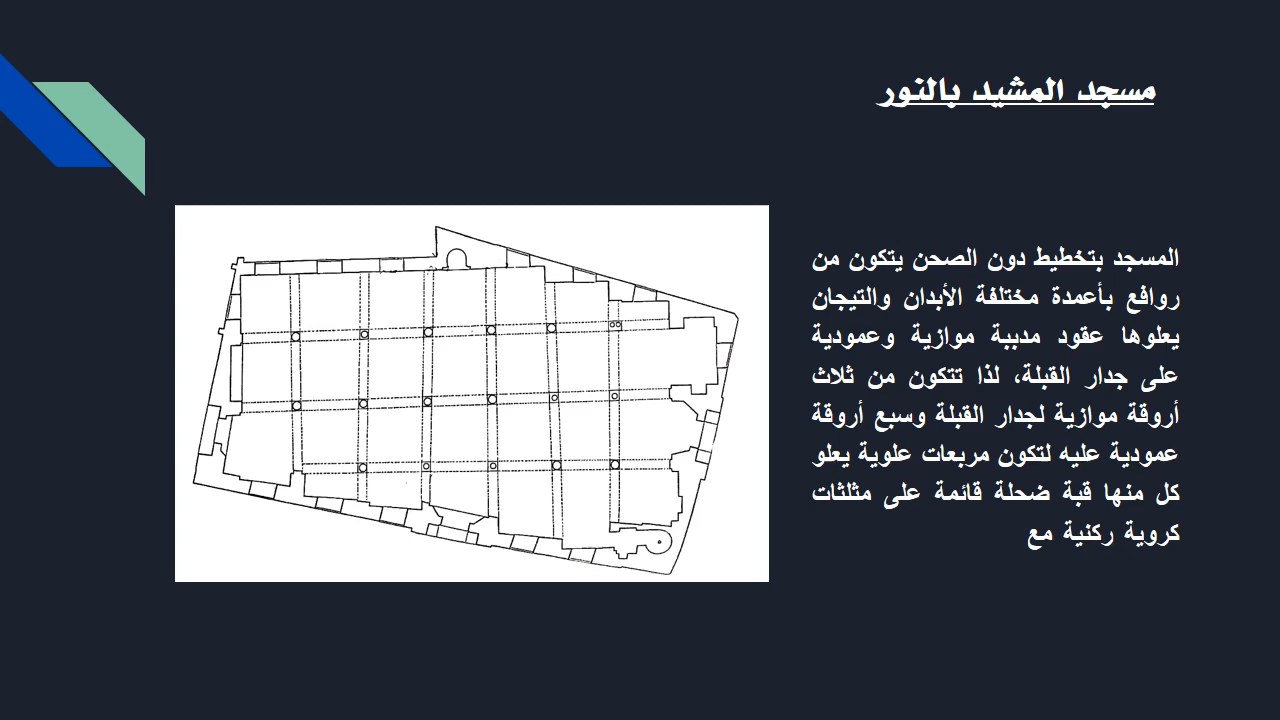 مسجد المشيد بالنور
المسجد بتخطيط دون الصحن يتكون من
روافع بأعمدة مختلفة الأبدان والتيجان
يعلوها عقود مدببة موازية وعمودية
على جدار القبلة، لذا تتكون من ثلاث
أروقة موازية لجدار القبلة وسبع أروقة
عمودية عليه لتكون مربعات علوية يعلو
كل منها قبة ضحلة قائمة على مثلثات
كروية ركنية مع